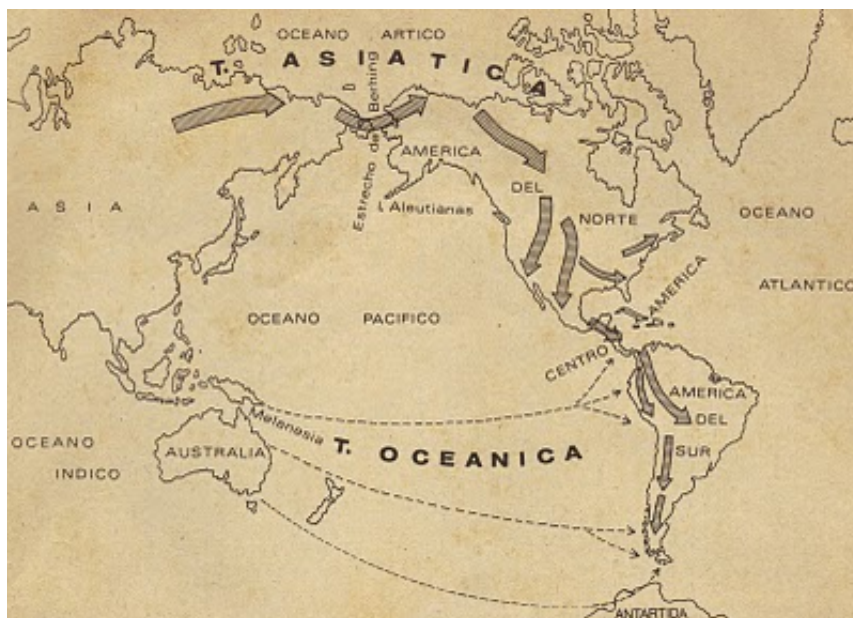 OCEANO ARTICO
T. ASIATICA
Estrecho de Berhing
AMERICA
DEL
NORTE
I. Aleutianas
ASIA
OCEANO
ATLANTICO
OCEANO PACIFICO
CENTRO AMERICA
AMERICA
DEL
SUR
Melanesia
T. OCEANICA
AUSTRALIA
OCEANO
INDICO
ANTARTIDA